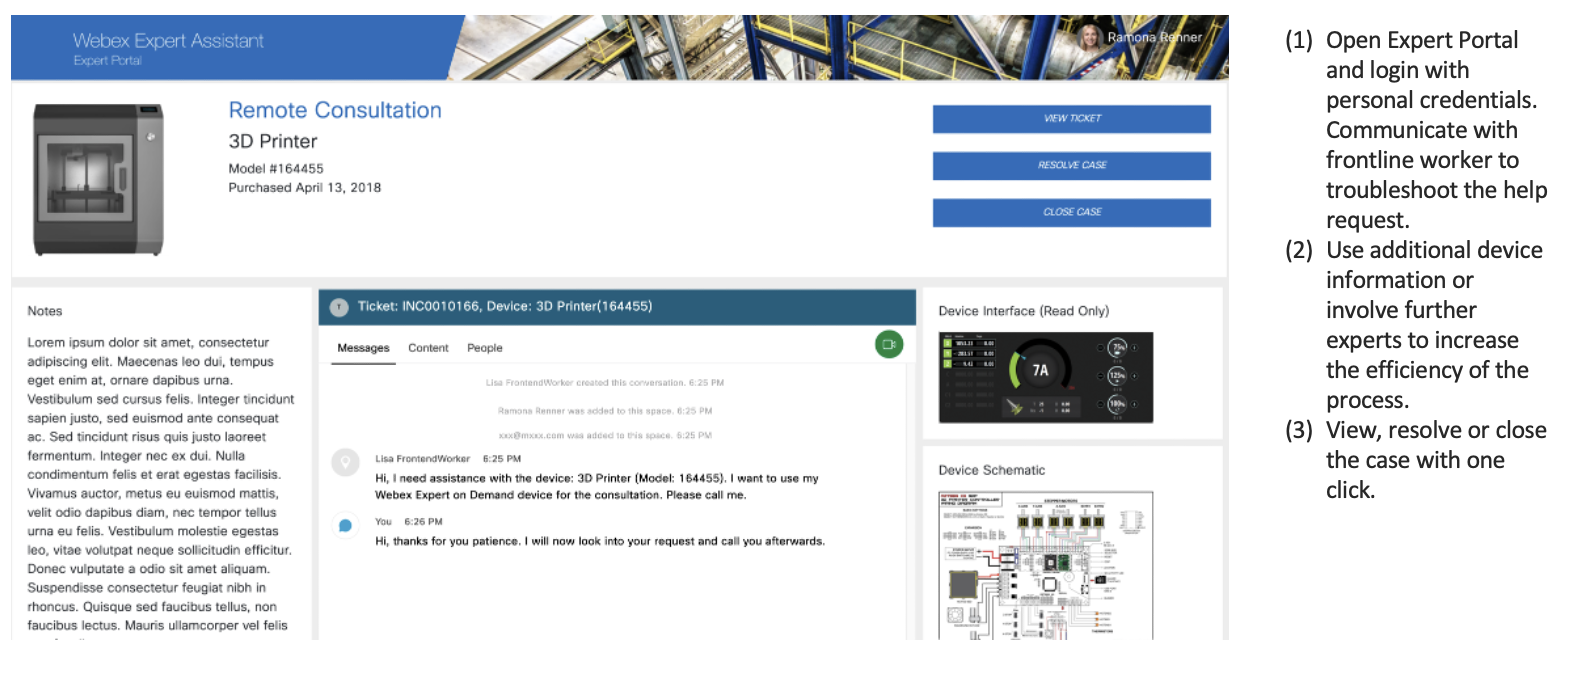 Webex Expert Assistant
Expert Portal
Ramona Renner
Remote Consultation
3D Printer
Model #164455
Purchased April 13, 2018
VIEW TICKET
RESOLVE CASE
CLOSE CASE
Notes
Lorem ipsum dolor sit amet, consectetur
adipiscing elit. Maecenas leo dui, tempus
eget enim at, ornare dapibus urna.
Vestibulum sed cursus felis. Integer tincidunt
sapien justo, sed euismod ante consequat
ac. Sed tincidunt risus quis justo laoreet
fermentum. Integer nec ex dui. Nulla
condimentum felis et erat egestas facilisis.
Vivamus auctor, metus eu euismod mattis,
velit odio dapibus diam, nec tempor tellus
urna eu felis. Vestibulum molestie egestas
leo, vitae volutpat neque sollicitudin efficitur.
Donec vulputate a odio sit amet aliquam.
Suspendisse consectetur feugiat nibh in
rhoncus. Quisque sed faucibus tellus, non
faucibus lectus. Mauris ullamcorper vel felis
T
Ticket: INC0010166, Device: 3D Printer(164455)
Messages Content People
Lisa FrontendWorker created this conversation. 6:25 PM
Ramona Renner was added to this space. 6:25 PM
xxx@mxxx.com was added to this space. 6:25 PM
Lisa FrontendWorker 6:25 PM
Hi, I need assistance with the device: 3D Printer (Model: 164455). I want to use my
Webex Expert on Demand device for the consultation. Please call me.
You 6:26 PM
Hi, thanks for you patience. I will now look into your request and call you afterwards.
Device Interface (Read Only)
7A
75%
125%
100%
Device Schematic
(1) Open Expert Portal
and login with
personal credentials.
Communicate with
frontline worker to
troubleshoot the help
request.
(2) Use additional device
information or
involve further
experts to increase
the efficiency of the
process.
(3) View, resolve or close
the case with one
click.